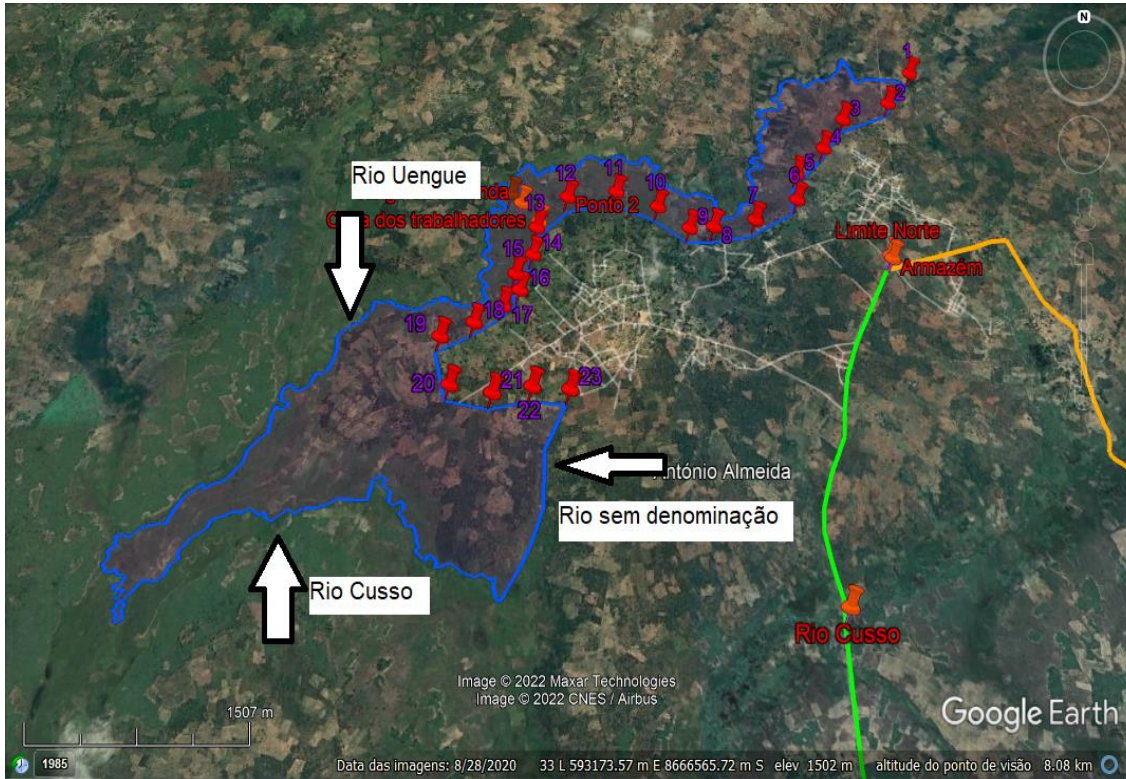 N
1
2
3
4
5
6
7
8
9
10
11
12
13
14
15
16
17
18
19
20
21
22
23
Rio Uengue
nda
dos trabalhadores
Ponto 2
Limite Norte
Armazém
António Almeida
Rio sem denominação
Rio Cusso
Rio Cusso
Image © 2022 Maxar Technologies
Image © 2022 CNES / Airbus
1507 m
Google Earth
1985
Data das imagens: 8/28/2020 33 L 593173.57 m E 8666565.72 m S elev 1502 m altitude do ponto de visão 8.08 km